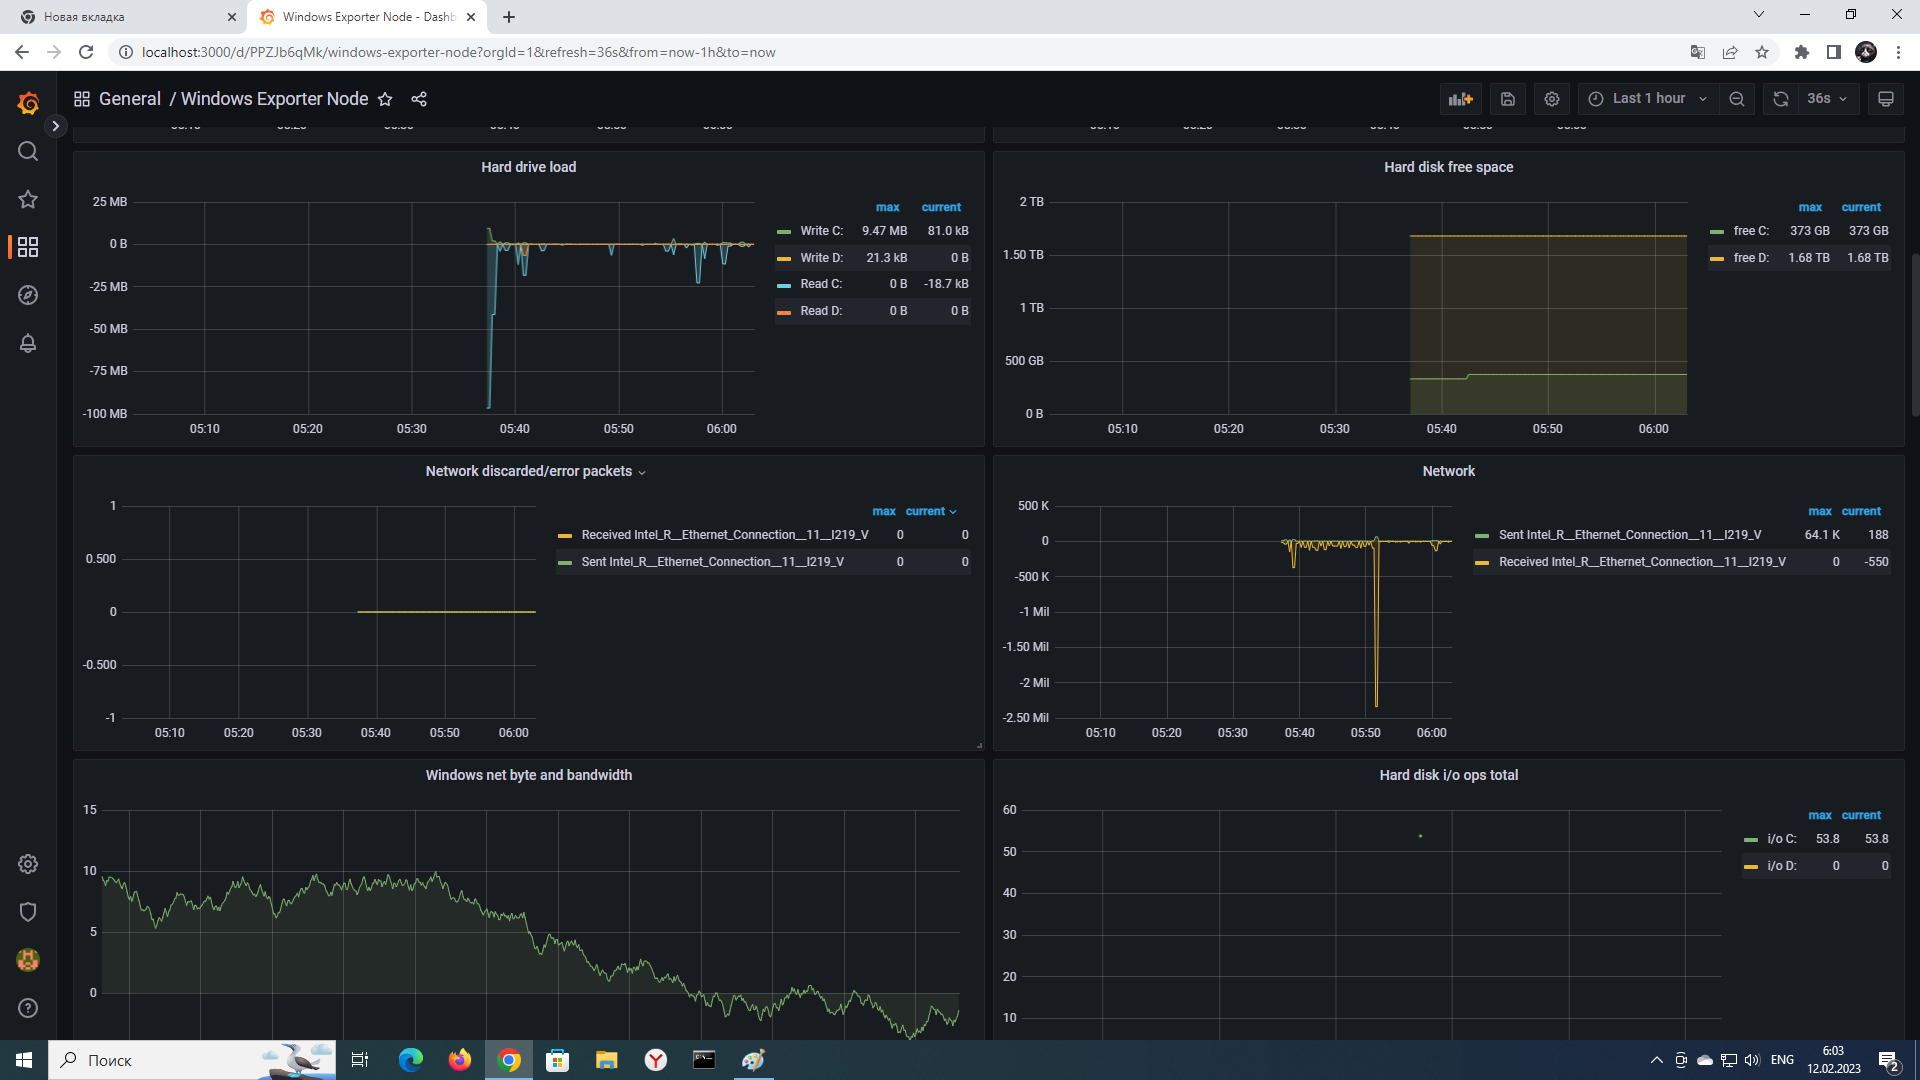 Новая вкладка
Windows Exporter Node - Dashb
localhost:3000/d/PPZJb6qMk/windows-exporter-node?orgId=1&refresh=36s&from=now-1h&to=now
General / Windows Exporter Node
Last 1 hour
36s
Hard drive load
25 MB
0 B
-25 MB
-50 MB
-75 MB
-100 MB
05:10 05:20 05:30 05:40 05:50 06:00
max current
Write C: 9.47 MB 81.0 kB
Write D: 21.3 kB 0 B
Read C: 0 B -18.7 kB
Read D: 0 B 0 B
Hard disk free space
2 TB
1.50 TB
1 TB
500 GB
0 B
05:10 05:20 05:30 05:40 05:50 06:00
max current
free C: 373 GB 373 GB
free D: 1.68 TB 1.68 TB
Network discarded/error packets
1
0.500
0
-0.500
-1
05:10 05:20 05:30 05:40 05:50 06:00
max current
Received Intel_R__Ethernet_Connection__11__I219_V 0 0
Sent Intel_R__Ethernet_Connection__11__I219_V 0 0
Network
500 K
0
-500 K
-1 Mil
-1.50 Mil
-2 Mil
-2.50 Mil
05:10 05:20 05:30 05:40 05:50 06:00
max current
Sent Intel_R__Ethernet_Connection__11__I219_V 64.1 K 188
Received Intel_R__Ethernet_Connection__11__I219_V 0 -550
Windows net byte and bandwidth
15
10
5
0
Hard disk i/o ops total
60
50
40
30
20
10
max current
i/o C: 53.8 53.8
i/o D: 0 0
Поиск
ENG
6:03
12.02.2023
2